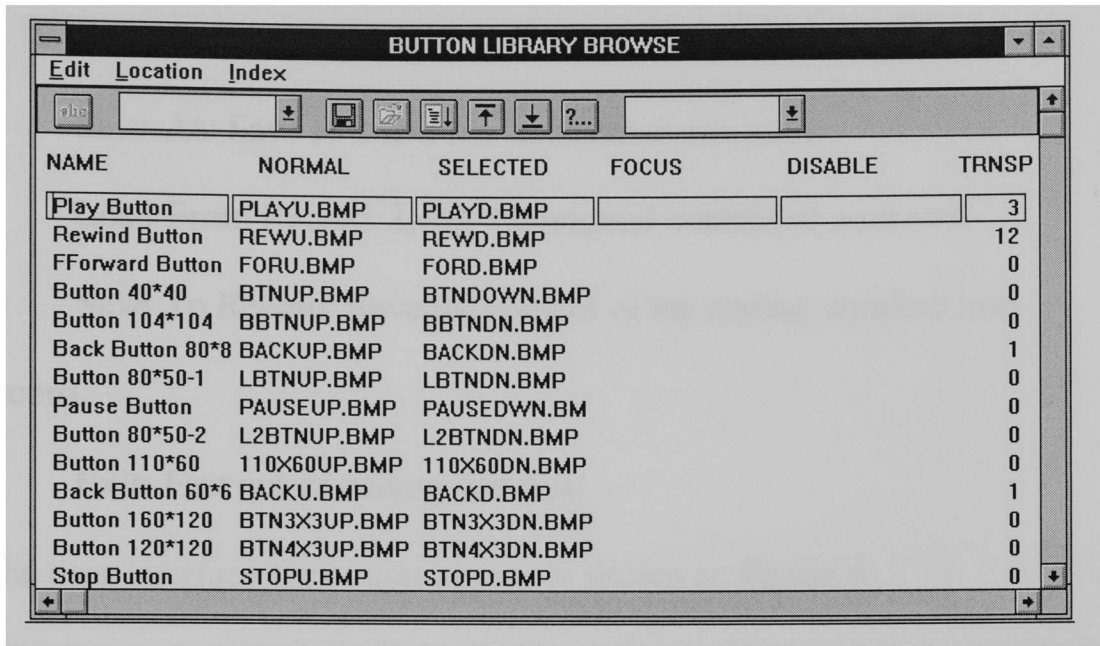 BUTTON LIBRARY BROWSE
Edit Location Index
abc ?...
NAME NORMAL SELECTED FOCUS DISABLE TRNSP
Play Button PLAYU.BMP PLAYD.BMP 3
Rewind Button REWU.BMP REWD.BMP 12
FForward Button FORU.BMP FORD.BMP 0
Button 40*40 BTNUP.BMP BTNDOWN.BMP 0
Button 104*104 BBTNUP.BMP BBTNDN.BMP 0
Back Button 80*8 BACKUP.BMP BACKDN.BMP 1
Button 80*50-1 LBTNUP.BMP LBTNDN.BMP 0
Pause Button PAUSEUP.BMP PAUSEDWN.BM 0
Button 80*50-2 L2BTNUP.BMP L2BTNDN.BMP 0
Button 110*60 110X60UP.BMP 110X60DN.BMP 0
Back Button 60*6 BACKU.BMP BACKD.BMP 1
Button 160*120 BTN3X3UP.BMP BTN3X3DN.BMP 0
Button 120*120 BTN4X3UP.BMP BTN4X3DN.BMP 0
Stop Button STOPU.BMP STOPD.BMP 0